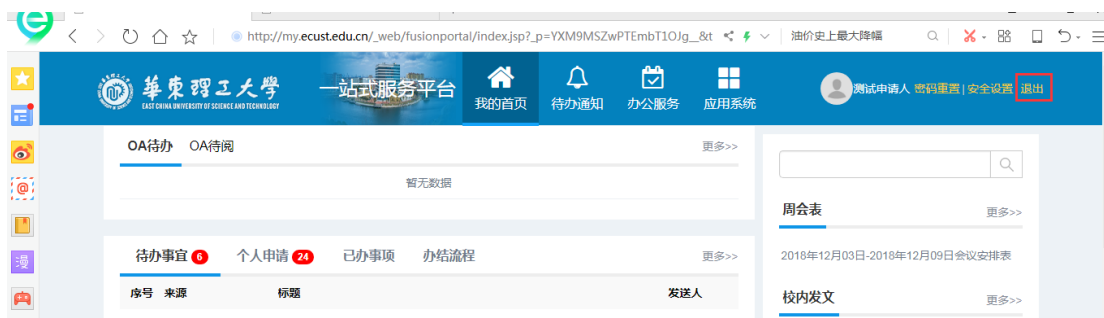 http://my.ecust.edu.cn/_web/fusionportal/index.jsp?_p=YXM9MSZwPTEmbT1OJg__&t
油价史上最大降幅
華東理工大學
EAST CHINA UNIVERSITY OF SCIENCE AND TECHNOLOGY
一站式服务平台
我的首页
待办通知
办公服务
应用系统
测试申请人 密码重置 | 安全设置 退出
OA待办 OA待阅 更多>>
暂无数据
周会表 更多>>
待办事宜 6 个人申请 24 已办事项 办结流程 更多>>
2018年12月03日-2018年12月09日会议安排表
序号 来源 标题 发送人
校内发文 更多>>
漫